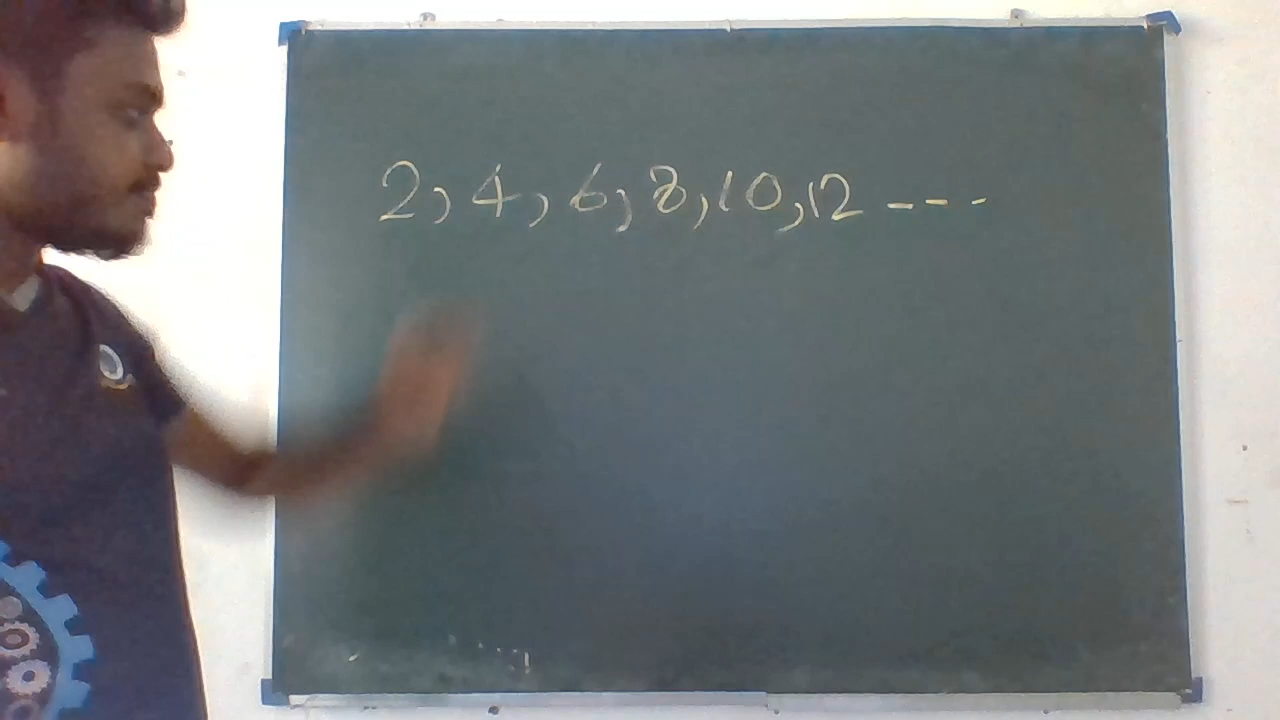 2, 4, 6, 8, 10, 12 ---